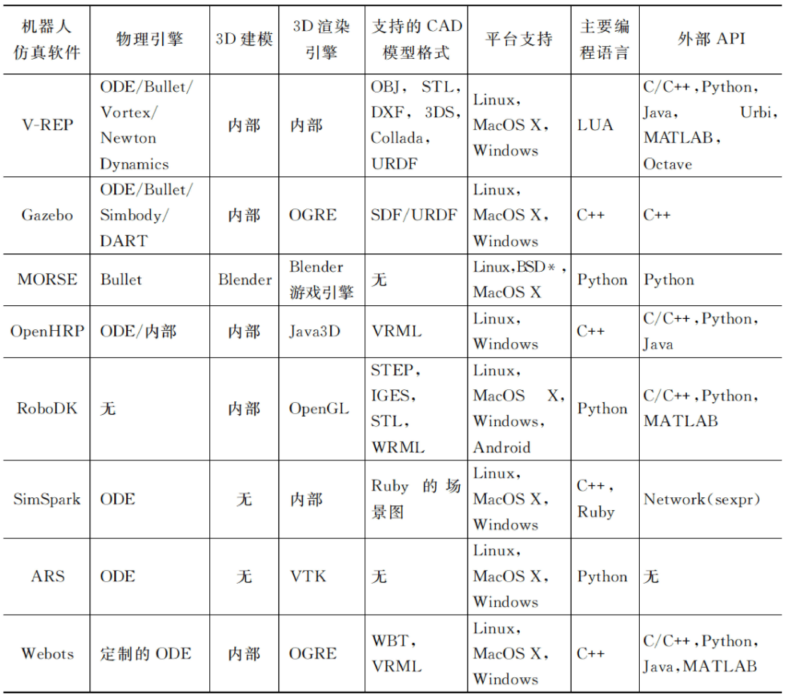 机器人 仿真软件 物理引擎 3D 建模 3D 渲染 引擎 支持的 CAD 模型格式 平台支持 主要编 程语言 外部 API
V-REP
ODE/Bullet/
Vortex/
Newton
Dynamics
内部
内部
OBJ, STL,
DXF, 3DS,
Collada,
URDF
Linux,
MacOS X,
Windows
LUA
C/C++,Python,
Java, Urbi,
MATLAB,
Octave
Gazebo
ODE/Bullet/
Simbody/
DART
内部
OGRE
SDF/URDF
Linux,
MacOS X,
Windows
C++
C++
MORSE
Bullet
Blender
Blender
游戏引擎
无
Linux,BSD*,
MacOS X
Python
Python
OpenHRP
ODE/内部
内部
Java3D
VRML
Linux,
Windows
C++
C/C++,Python,
Java
RoboDK
无
内部
OpenGL
STEP,
IGES,
STL,
WRML
Linux,
MacOS X,
Windows,
Android
Python
C/C++,Python,
MATLAB
SimSpark
ODE
无
内部
Ruby 的场
景图
Linux,
MacOS X,
Windows
C++,
Ruby
Network(sexpr)
ARS
ODE
无
VTK
无
Linux,
MacOS X,
Windows
Python
无
Webots
定制的 ODE
内部
OGRE
WBT,
VRML
Linux,
MacOS X,
Windows
C++
C/C++,Python,
Java,MATLAB